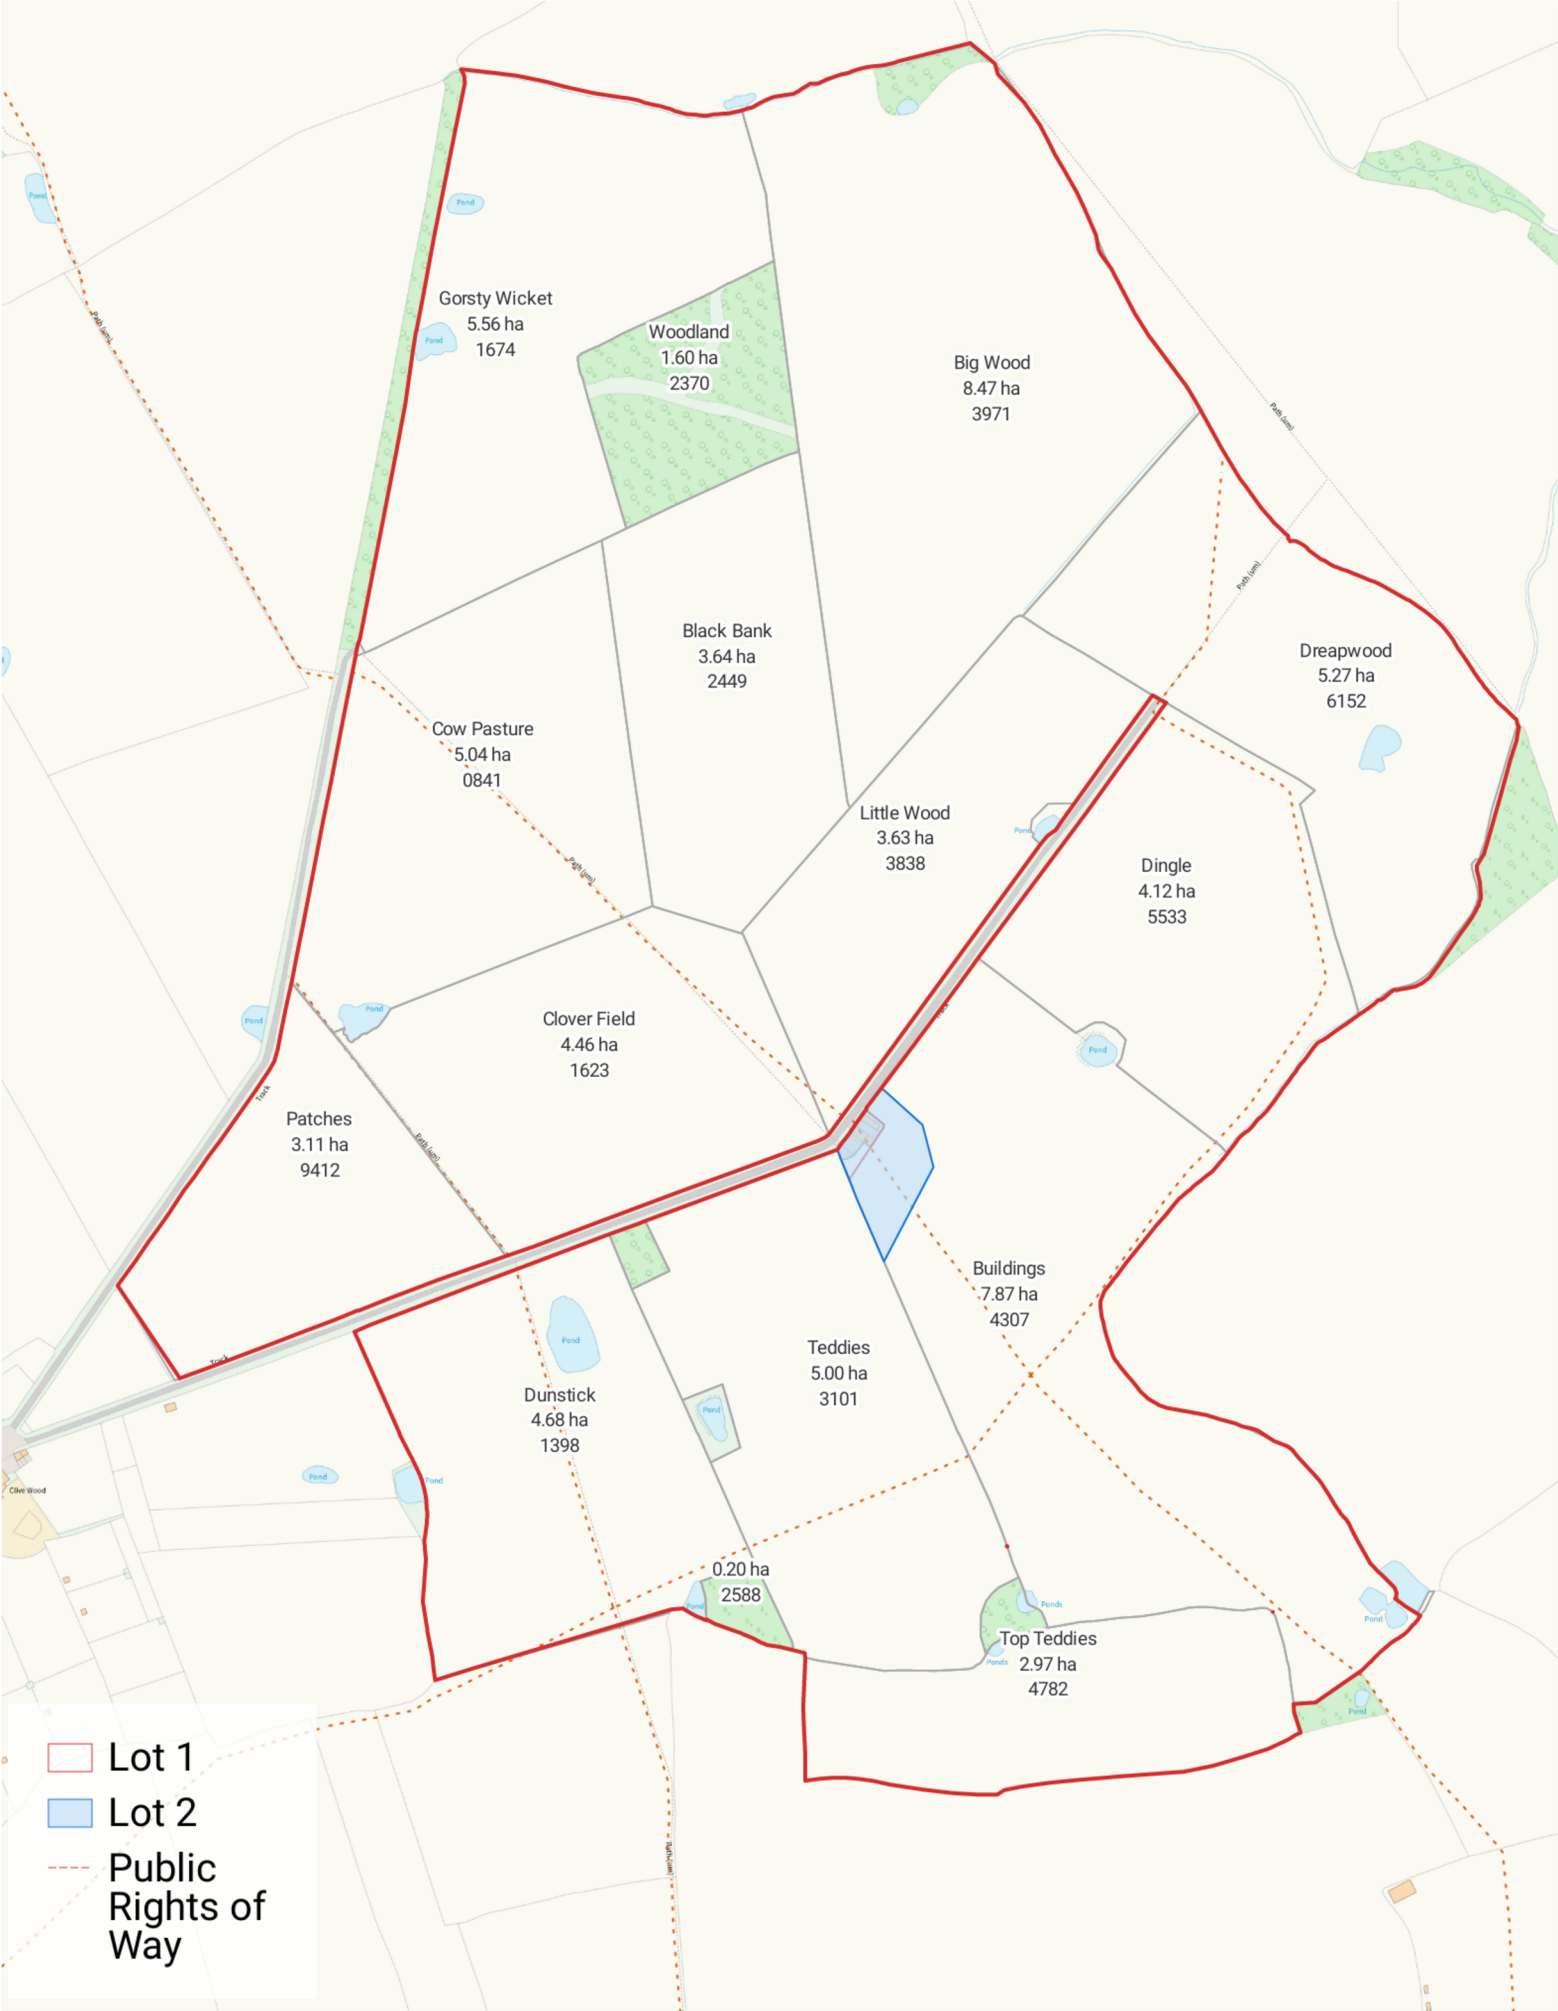 Pond
Path (um)
Pond
Gorsty Wicket
5.56 ha
1674
Pond
Woodland
1.60 ha
2370
Big Wood
8.47 ha
3971
Path (um)
Path (um)
Black Bank
3.64 ha
2449
Dreapwood
5.27 ha
6152
Cow Pasture
5.04 ha
0841
Path (um)
Little Wood
3.63 ha
3838
Pond
Dingle
4.12 ha
5533
Pond
Pond
Clover Field
4.46 ha
1623
Track
Pond
Track
Patches
3.11 ha
9412
Path (um)
Buildings
7.87 ha
4307
Pond
Teddies
5.00 ha
3101
Track
Dunstick
4.68 ha
1398
Pond
Pond
Pond
Clive Wood
0.20 ha
2588
Pond
Ponds
Pond
Top Teddies
2.97 ha
4782
Ponds
Pond
Path (um)
Lot 1
Lot 2
Public
Rights of
Way